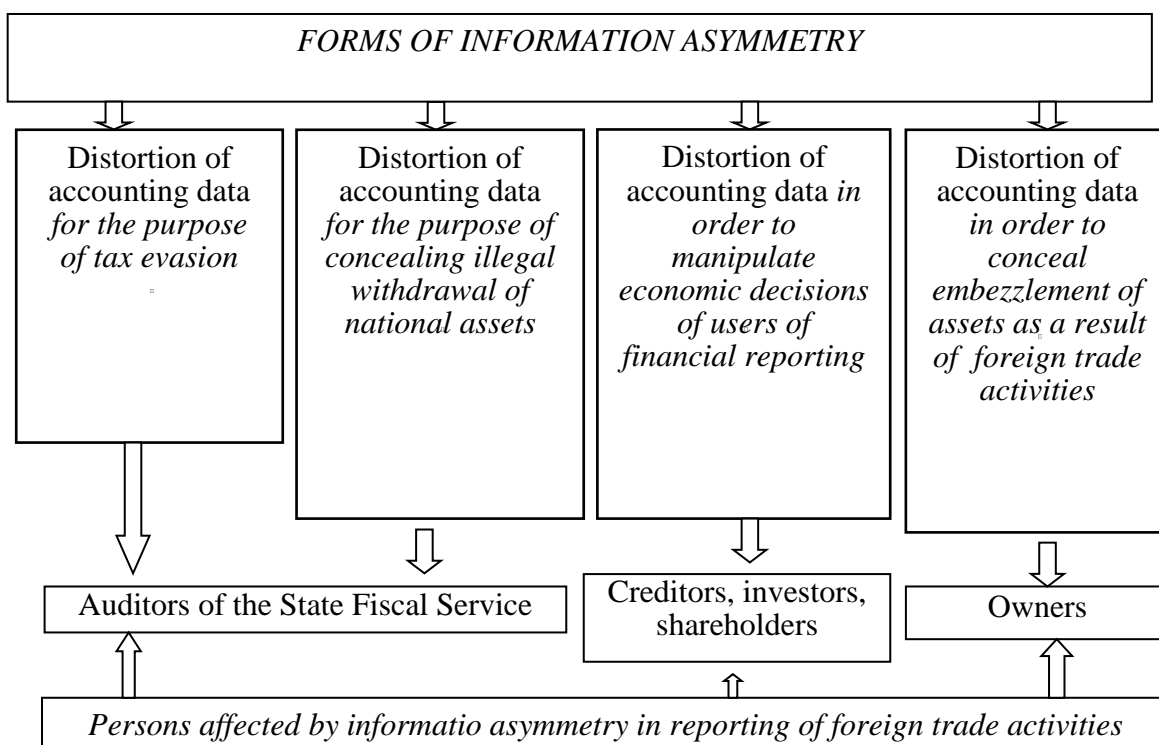 FORMS OF INFORMATION ASYMMETRY
Distortion of
accounting data
for the purpose
of tax evasion
Distortion of
accounting data
for the purpose of
concealing illegal
withdrawal of
national assets
Distortion of
accounting data in
order to
manipulate
economic decisions
of users of
financial reporting
Distortion of
accounting data
in order to
conceal
embezzlement of
assets as a result
of foreign trade
activities
Auditors of the State Fiscal Service
Creditors, investors,
shareholders
Owners
Persons affected by informatio asymmetry in reporting of foreign trade activities